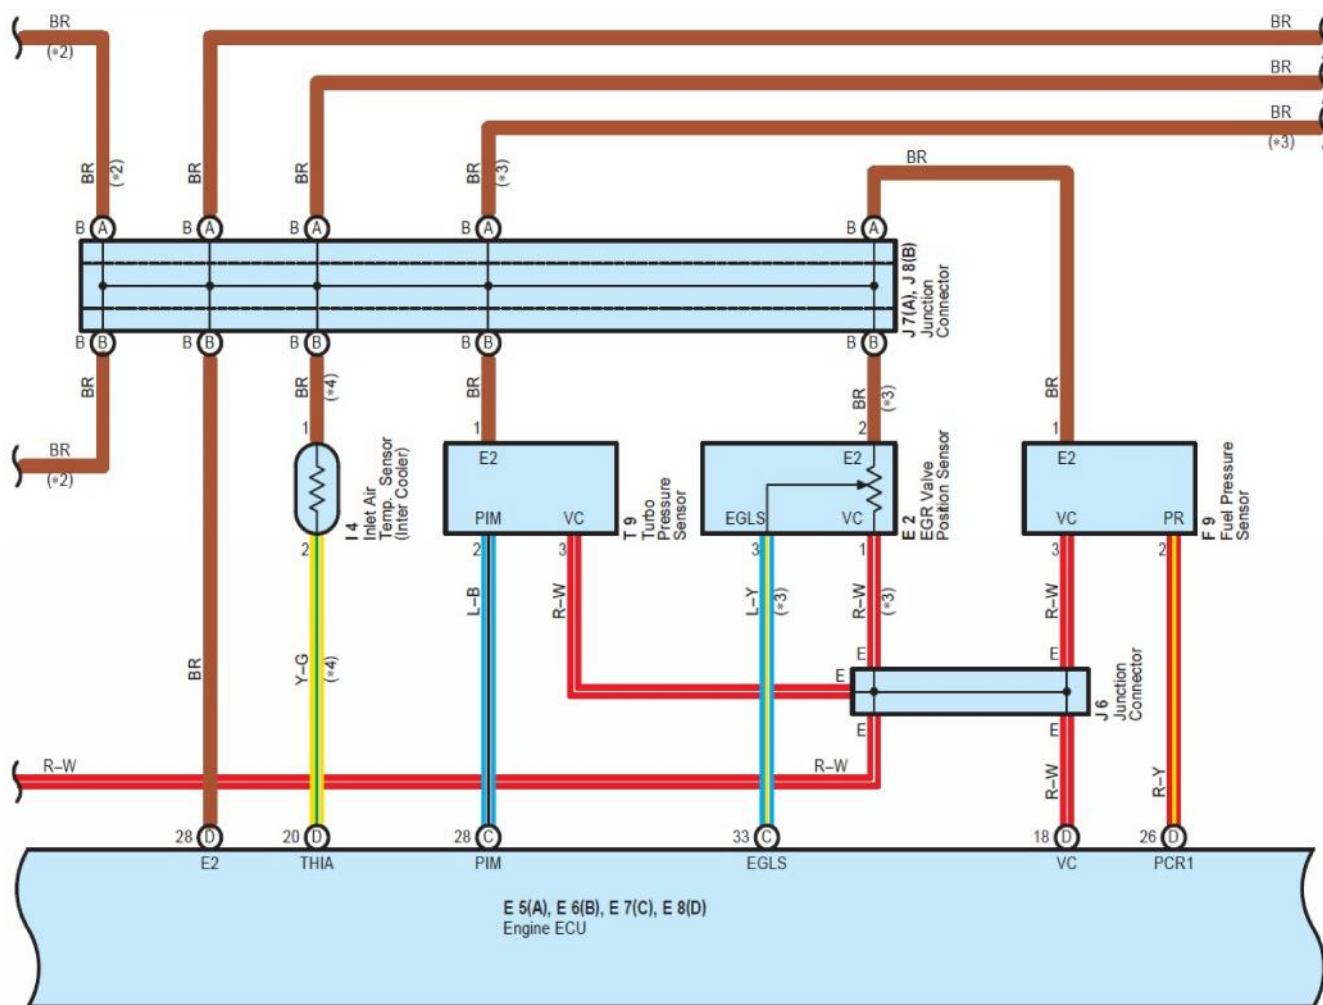 BR
(*2)
BR
BR
BR
(*3)
BR
BR
(*2)
BR
BR
BR
(*3)
B A
B A
B A
B A
B A
J 7(A), J 8(B)
Junction
Connector
B B
B B
B B
B B
B B
BR
BR
(*4)
BR
BR
(*3)
BR
BR
(*2)
1
1
2
1
I 4
Inlet Air
Temp. Sensor
(Inter Cooler)
E2
PIM
VC
T 9
Turbo
Pressure
Sensor
E2
EGLS
VC
E 2
EGR Valve
Position Sensor
E2
VC
PR
F 9
Fuel Pressure
Sensor
2
2
3
3
1
3
2
L–B
R–W
L–Y
(*3)
R–W
(*3)
R–W
BR
Y–G
(*4)
E
E
E
E
E
J 6
Junction
Connector
R–W
R–W
R–W
R–Y
28 D
20 D
28 C
33 C
18 D
26 D
E2
THIA
PIM
EGLS
VC
PCR1
E 5(A), E 6(B), E 7(C), E 8(D)
Engine ECU